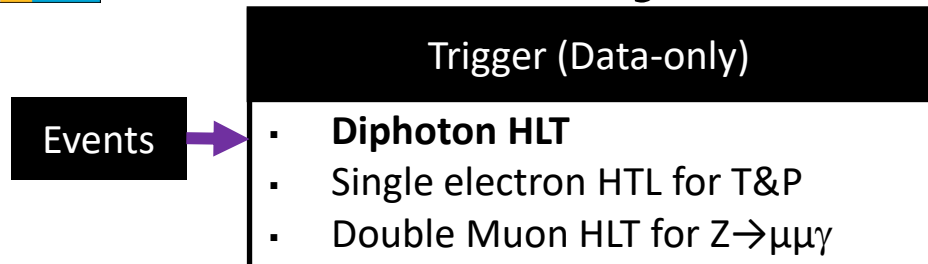 Trigger (Data-only)
Events
▪ Diphoton HLT
▪ Single electron HTL for T&P
▪ Double Muon HLT for Z→μμγ